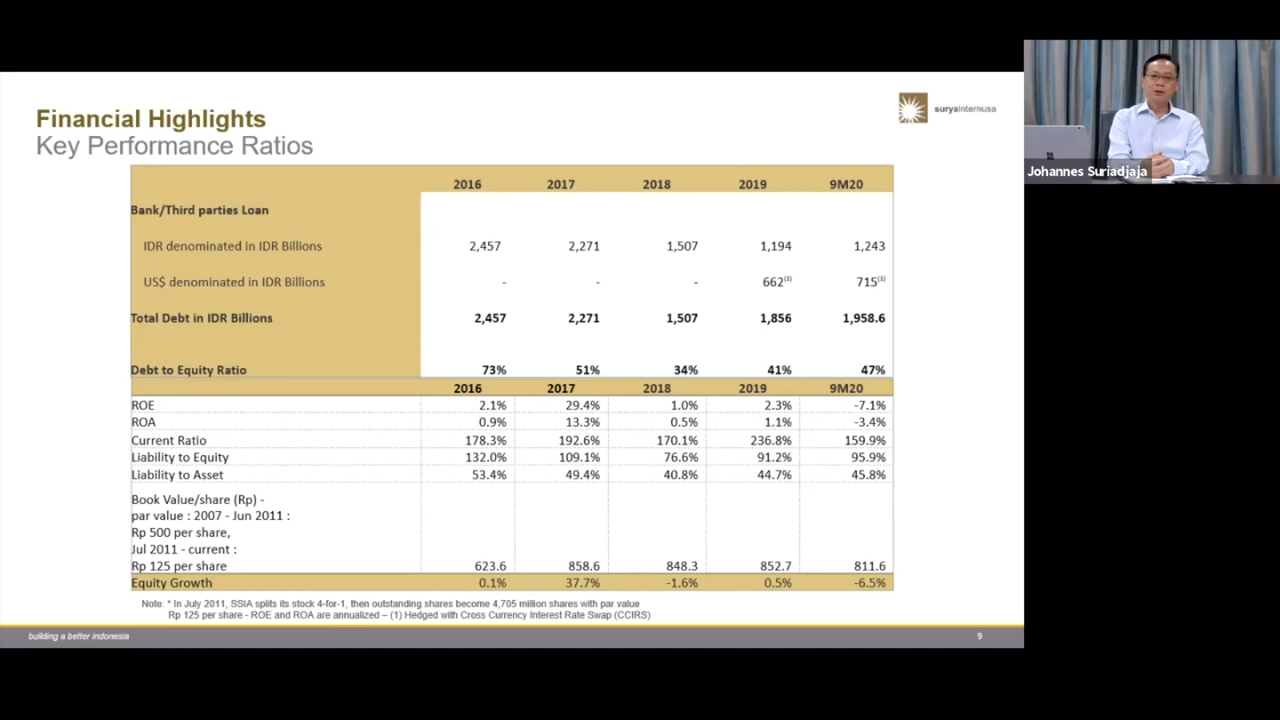 Financial Highlights
Key Performance Ratios
suryainternusa
Johannes Suriadjaja
2016 2017 2018 2019 9M20
Bank/Third parties Loan
IDR denominated in IDR Billions 2,457 2,271 1,507 1,194 1,243
US$ denominated in IDR Billions - - - 662(1) 715(1)
Total Debt in IDR Billions 2,457 2,271 1,507 1,856 1,958.6
Debt to Equity Ratio 73% 51% 34% 41% 47%
2016 2017 2018 2019 9M20
ROE 2.1% 29.4% 1.0% 2.3% -7.1%
ROA 0.9% 13.3% 0.5% 1.1% -3.4%
Current Ratio 178.3% 192.6% 170.1% 236.8% 159.9%
Liability to Equity 132.0% 109.1% 76.6% 91.2% 95.9%
Liability to Asset 53.4% 49.4% 40.8% 44.7% 45.8%
Book Value/share (Rp) -
par value : 2007 - Jun 2011 :
Rp 500 per share,
Jul 2011 - current :
Rp 125 per share 623.6 858.6 848.3 852.7 811.6
Equity Growth 0.1% 37.7% -1.6% 0.5% -6.5%
Note: * In July 2011, SSIA splits its stock 4-for-1, then outstanding shares become 4,705 million shares with par value
Rp 125 per share - ROE and ROA are annualized – (1) Hedged with Cross Currency Interest Rate Swap (CCIRS)
building a better indonesia 9